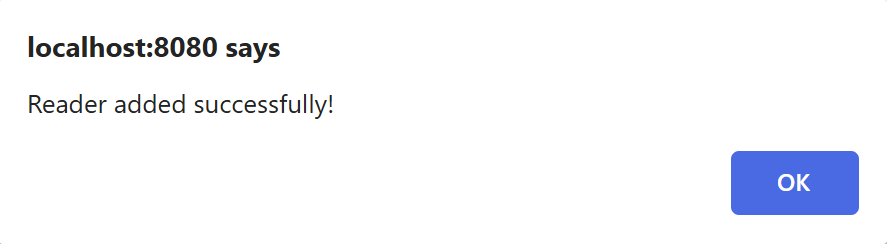 localhost:8080 says
Reader added successfully!
OK